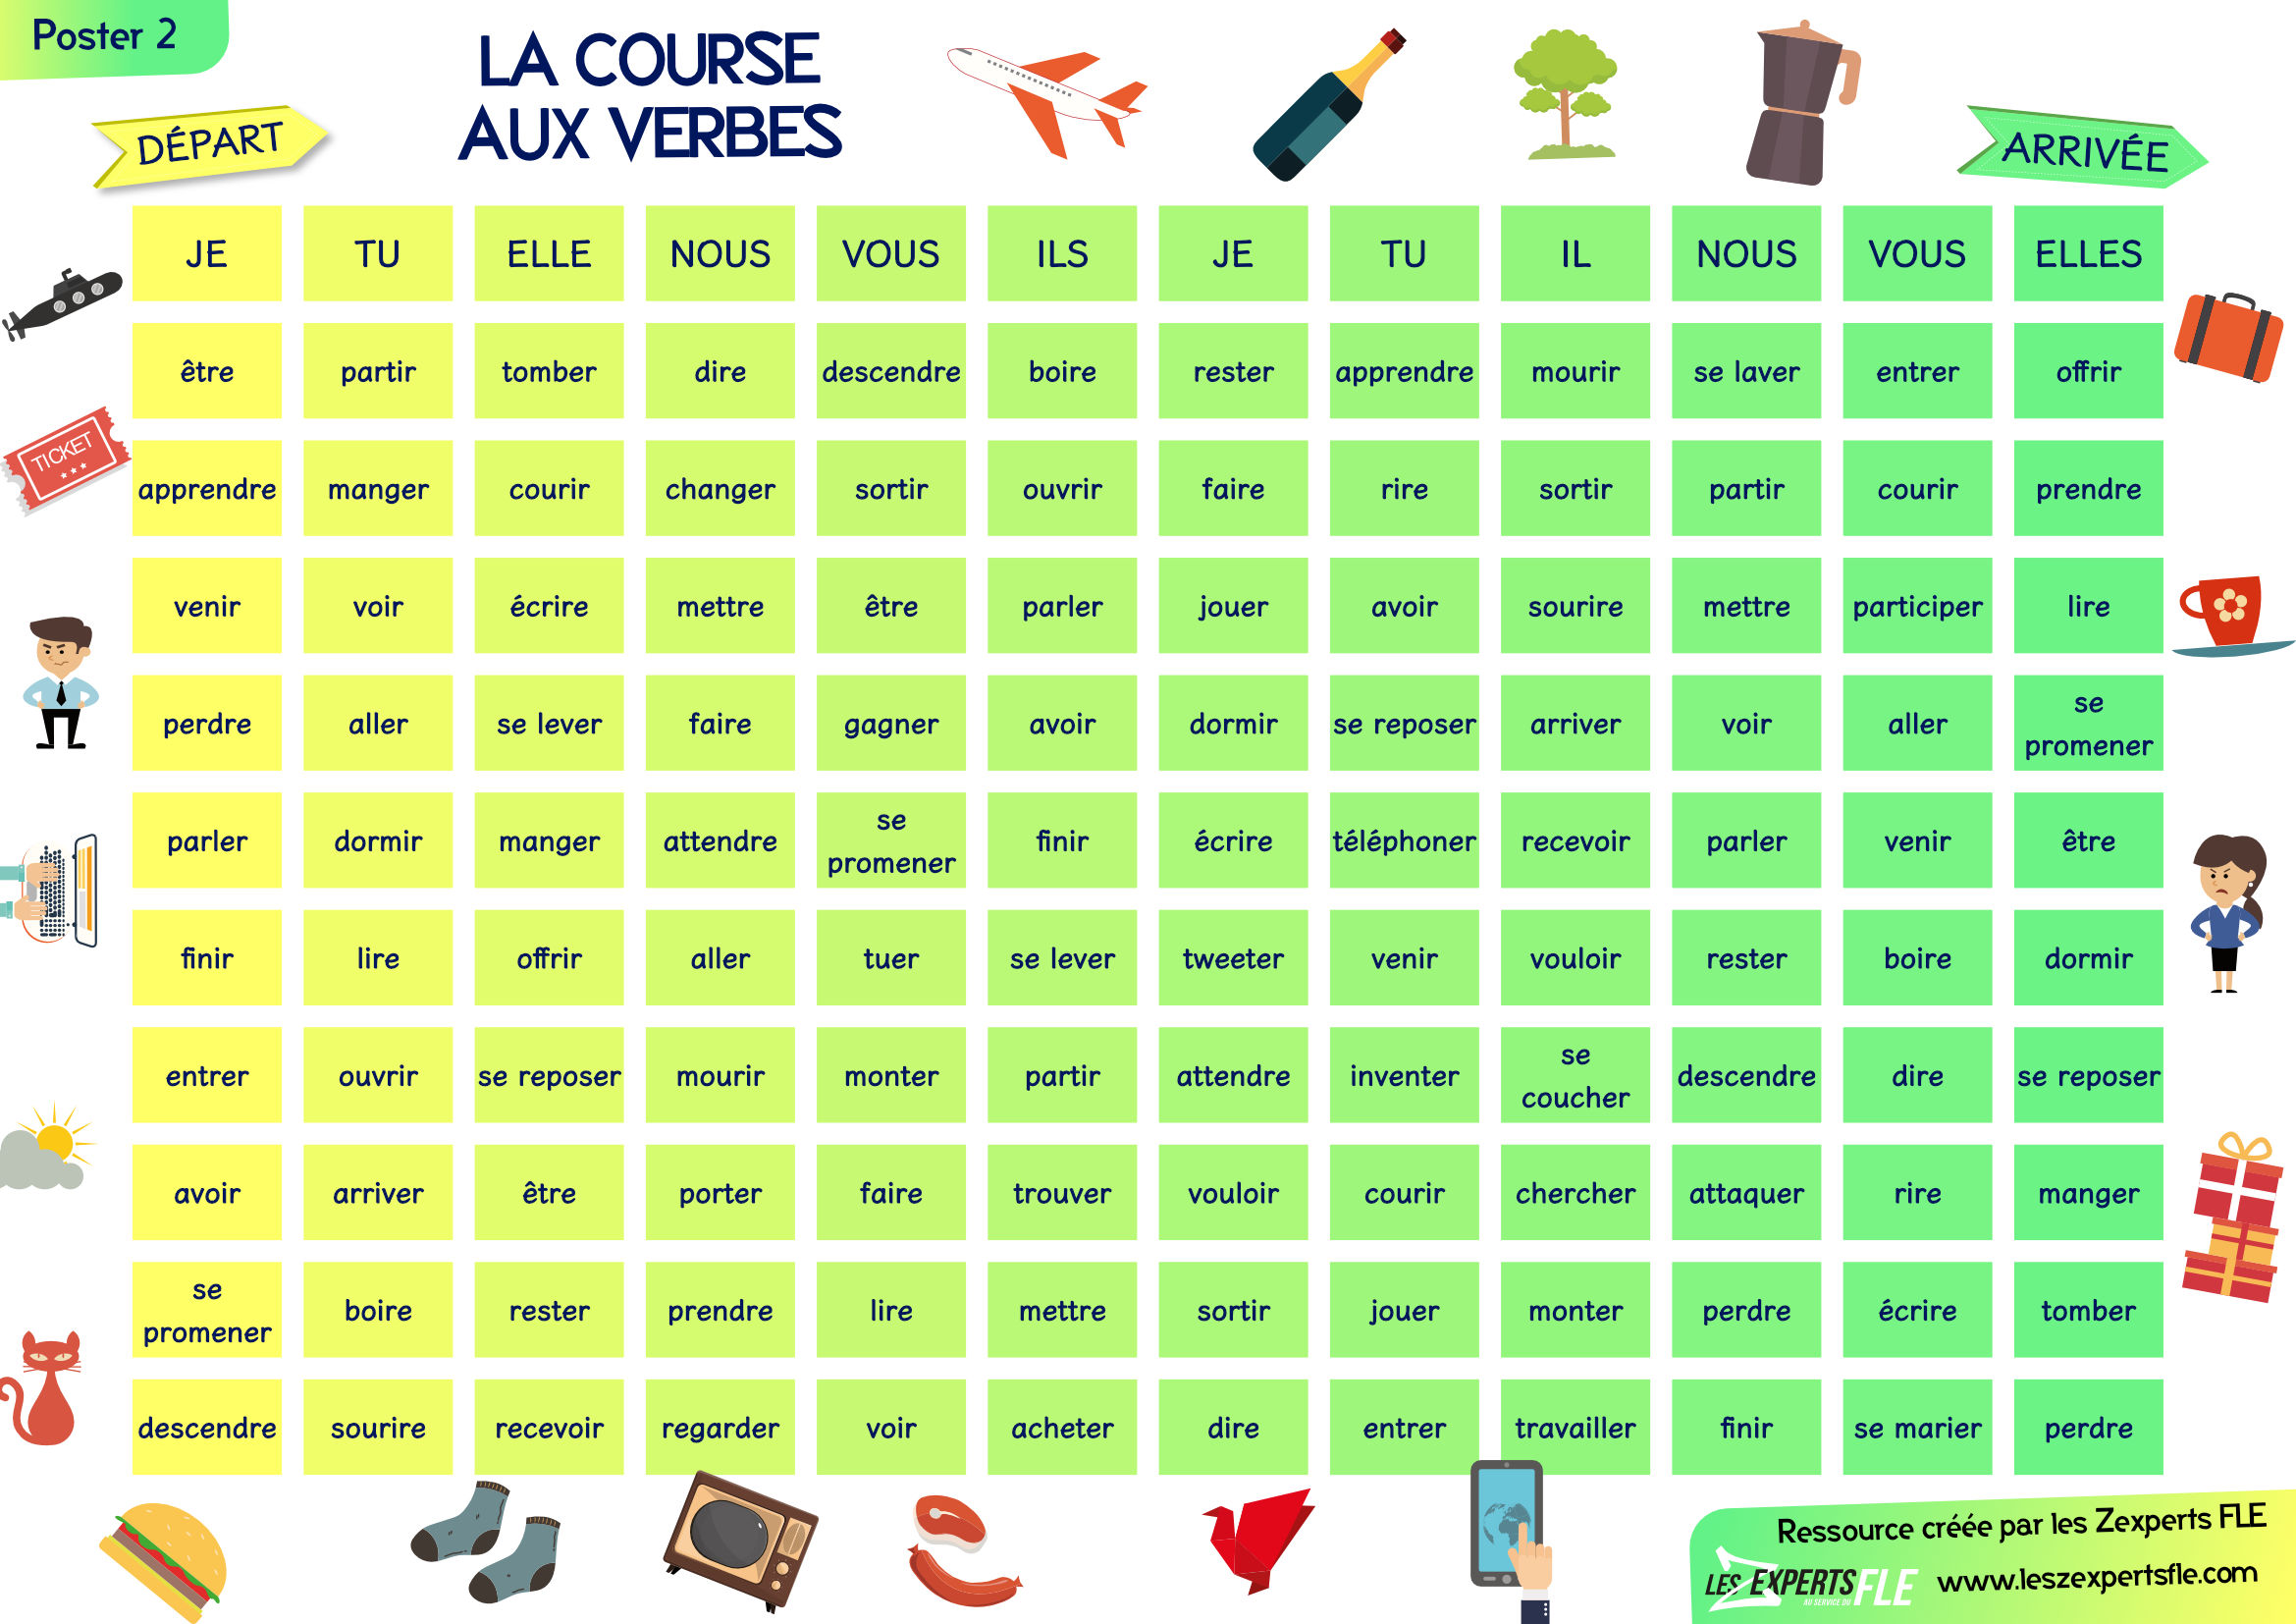 Poster 2
LA COURSE
AUX VERBES
DÉPART
ARRIVÉE
JE TU ELLE NOUS VOUS ILS JE TU IL NOUS VOUS ELLES
être partir tomber dire descendre boire rester apprendre mourir se laver entrer offrir
TICKET
apprendre manger courir changer sortir ouvrir faire rire sortir partir courir prendre
venir voir écrire mettre être parler jouer avoir sourire mettre participer lire
perdre aller se lever faire gagner avoir dormir se reposer arriver voir aller se promener
parler dormir manger attendre se promener finir écrire téléphoner recevoir parler venir être
finir lire offrir aller tuer se lever tweeter venir vouloir rester boire dormir
entrer ouvrir se reposer mourir monter partir attendre inventer se coucher descendre dire se reposer
avoir arriver être porter faire trouver vouloir courir chercher attaquer rire manger
se promener boire rester prendre lire mettre sortir jouer monter perdre écrire tomber
descendre sourire recevoir regarder voir acheter dire entrer travailler finir se marier perdre
Ressource créée par les Zexperts FLE
LES ZEXPERTS FLE
AU SERVICE DU
www.leszexpertsfle.com